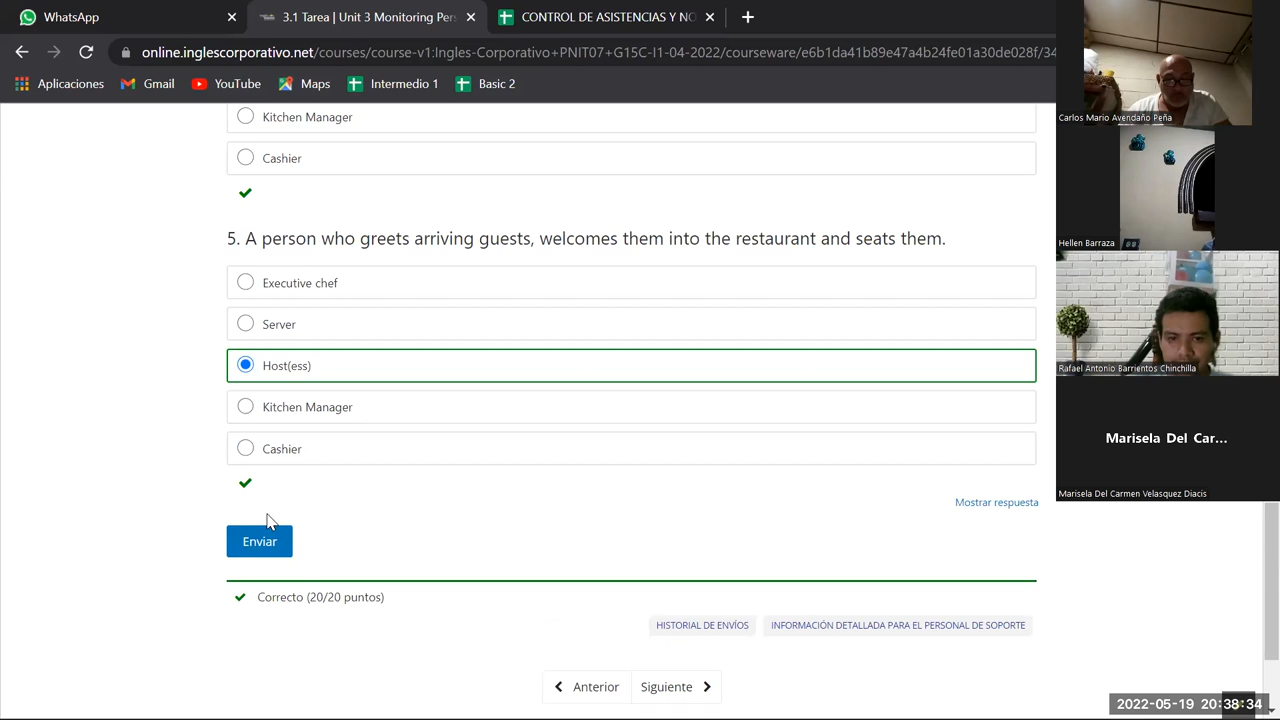 WhatsApp
3.1 Tarea | Unit 3 Monitoring Per
CONTROL DE ASISTENCIAS Y NO
online.inglescorporativo.net/courses/course-v1:Ingles-Corporativo+PNIT07+G15C-I1-04-2022/courseware/e6b1da41b89e47a4b24fe01a30de028f/34
Aplicaciones
Gmail
YouTube
Maps
Intermedio 1
Basic 2
Kitchen Manager
Cashier
5. A person who greets arriving guests, welcomes them into the restaurant and seats them.
Executive chef
Server
Host(ess)
Kitchen Manager
Cashier
Mostrar respuesta
Enviar
Correcto (20/20 puntos)
HISTORIAL DE ENVÍOS
INFORMACIÓN DETALLADA PARA EL PERSONAL DE SOPORTE
Anterior
Siguiente
Carlos Mario Avendaño Peña
Hellen Barraza
Rafael Antonio Barrientos Chinchilla
Marisela Del Car...
Marisela Del Carmen Velasquez Diacis
2022-05-19 20:38:34